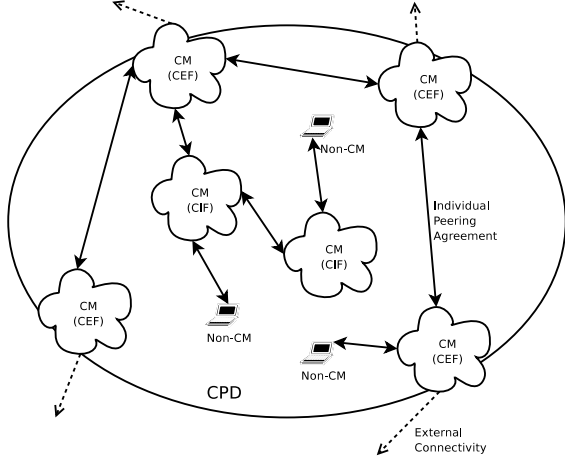 CM
(CEF)
CM
(CEF)
Non-CM
CM
(CIF)
Individual
Peering
Agreement
CM
(CIF)
CM
(CEF)
Non-CM
CM
(CEF)
Non-CM
CPD
External
Connectivity